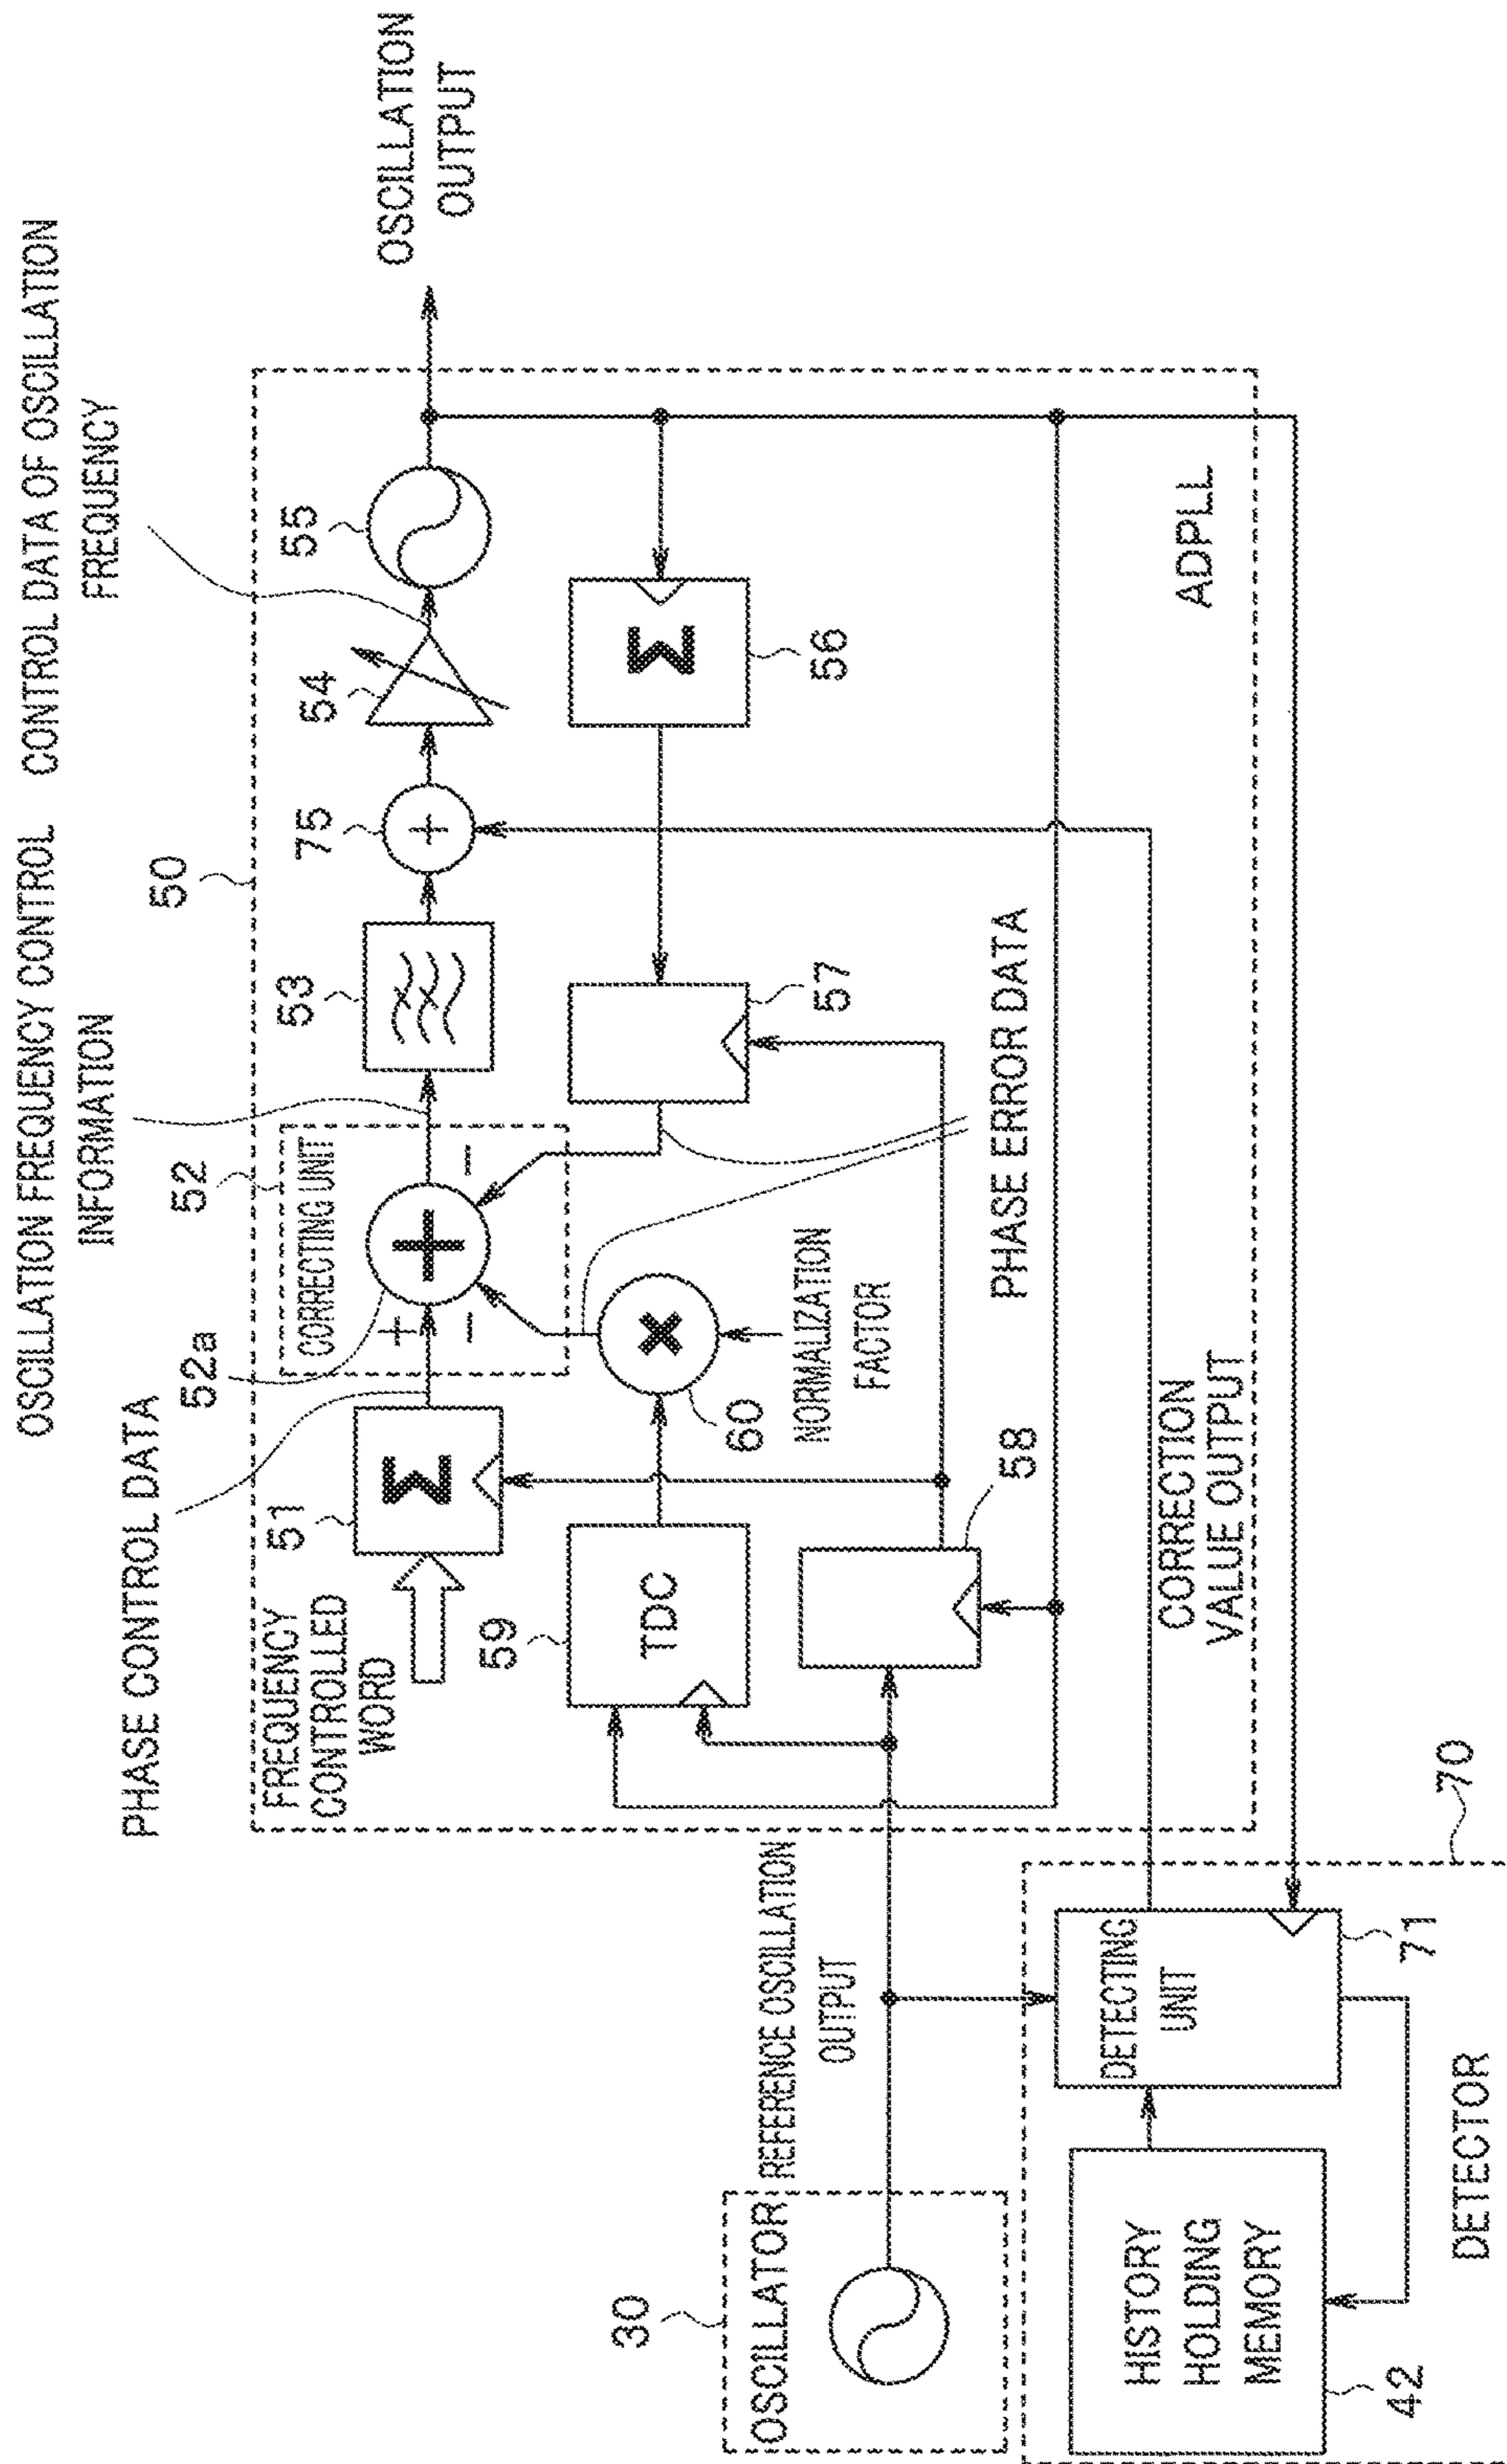 OSCILLATION FREQUENCY CONTROL
INFORMATION
CONTROL DATA OF OSCILLATION
FREQUENCY
PHASE CONTROL DATA
52a
52
50
OSCILLATION
OUTPUT
FREQUENCY
CONTROLLED
WORD
51
Σ
+
−
−
+
CORRECTING UNIT
53
75
+
54
55
59
TDC
60
×
NORMALIZATION
FACTOR
57
56
Σ
58
PHASE ERROR DATA
ADPLL
CORRECTION
VALUE OUTPUT
30
OSCILLATOR
REFERENCE OSCILLATION
OUTPUT
HISTORY
HOLDING
MEMORY
42
DETECTING
UNIT
71
70
DETECTOR